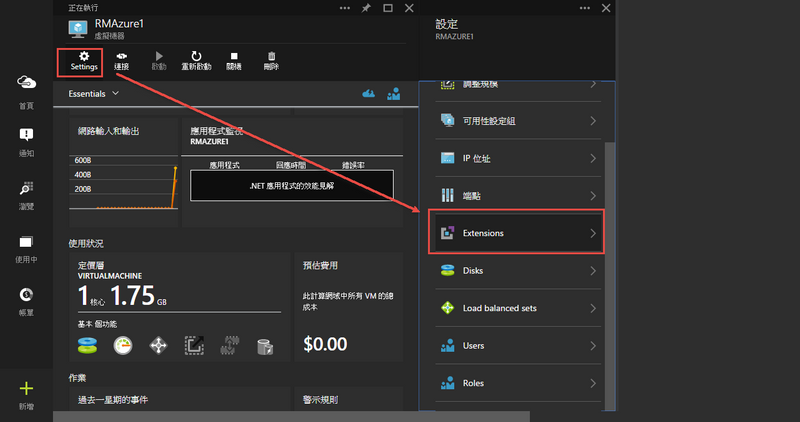 首頁
通知
瀏覽
使用中
帳單
新增
正在執行
RMAzure1
虛擬機器
Settings
連接
啟動
重新啟動
關機
刪除
Essentials
網路輸入和輸出
600B
400B
200B
應用程式監視
RMAZURE1
應用程式 回應時間 錯誤率
.NET 應用程式的效能見解
使用狀況
定價層
VIRTUALMACHINE
1 核心 1.75 GB
基本 個功能
預估費用
此計算網域中所有 VM 的總
成本
$0.00
作業
過去一星期的事件
警示規則
設定
RMAZURE1
調整規模
可用性設定組
IP 位址
端點
Extensions
Disks
Load balanced sets
Users
Roles